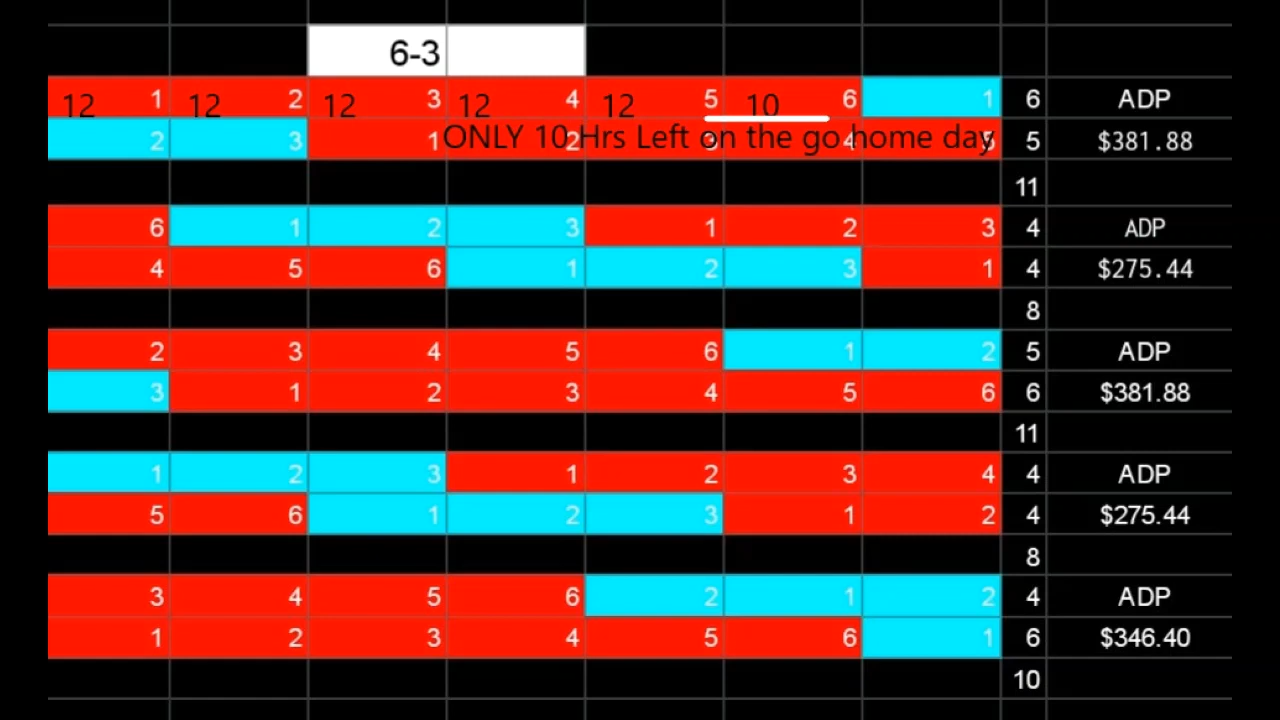 6-3
12 1 12 2 12 3 12 4 12 5 10 6 1 6 ADP
2 3 1 2 3 4 5 5 $381.88
ONLY 10 Hrs Left on the go home day
11
6 1 2 3 1 2 3 4 ADP
4 5 6 1 2 3 1 4 $275.44
8
2 3 4 5 6 1 2 5 ADP
3 1 2 3 4 5 6 6 $381.88
11
1 2 3 1 2 3 4 4 ADP
5 6 1 2 3 1 2 4 $275.44
8
3 4 5 6 2 1 2 4 ADP
1 2 3 4 5 6 1 6 $346.40
10